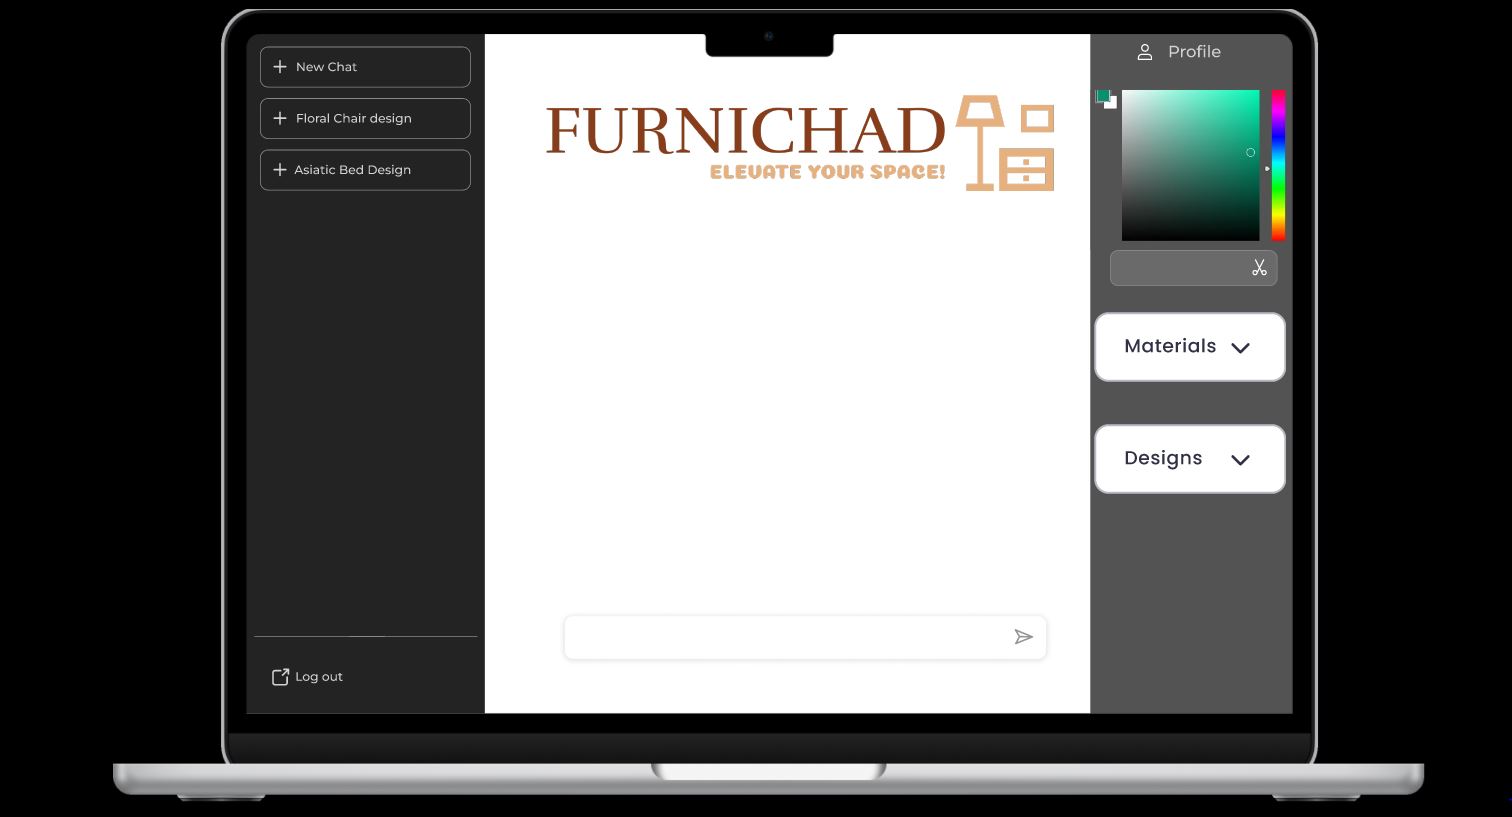 New Chat
Floral Chair design
Asiatic Bed Design
Log out
FURNICHAD
ELEVATE YOUR SPACE!
Profile
Materials
Designs